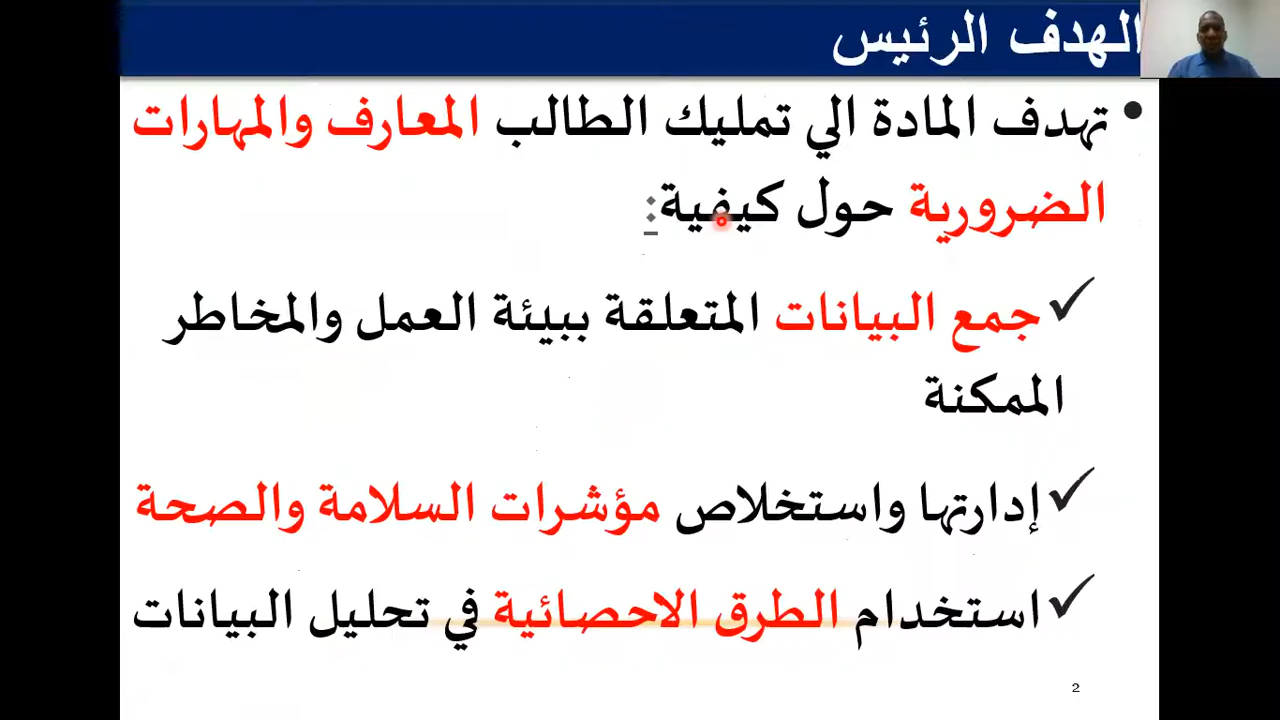 الهدف الرئيس
• تهدف المادة الي تمليك الطالب المعارف والمهارات
الضرورية حول كيفية:
✓ جمع البيانات المتعلقة ببيئة العمل والمخاطر
الممكنة
✓ إدارتها واستخلاص مؤشرات السلامة والصحة
✓ استخدام الطرق الاحصائية في تحليل البيانات
2